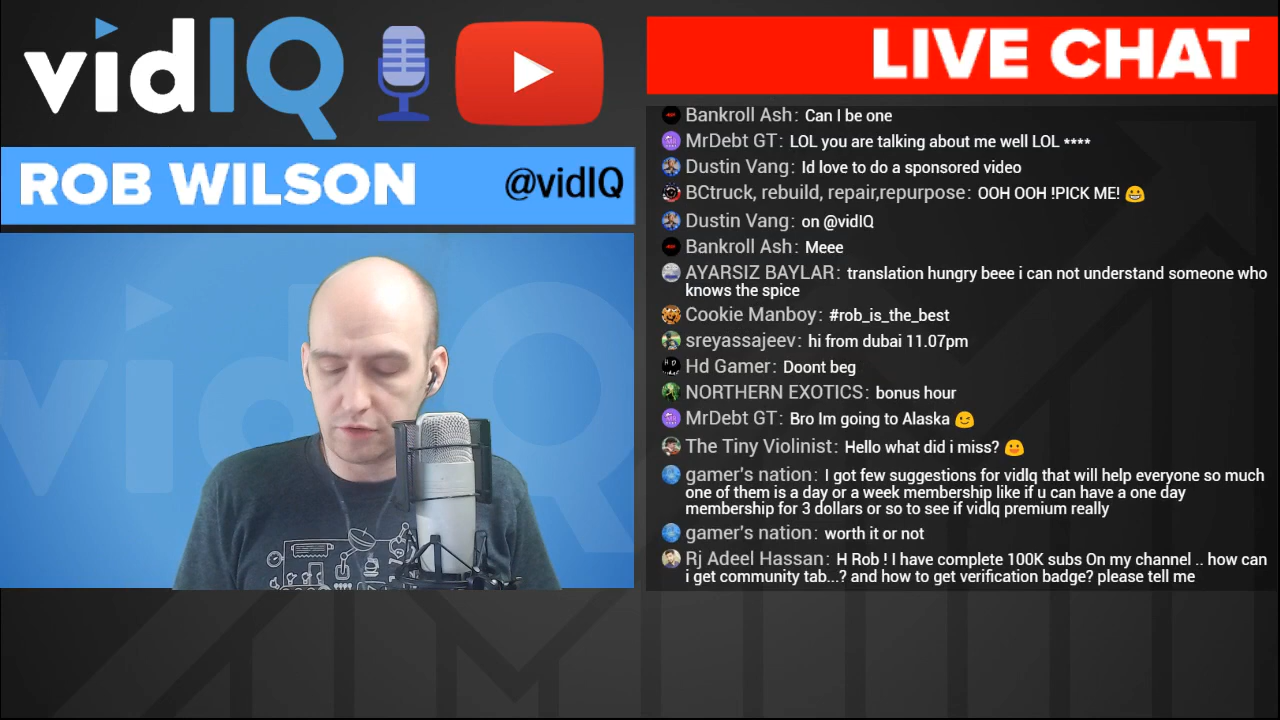 vidIQ
LIVE CHAT
ROB WILSON
@vidIQ
Bankroll Ash: Can I be one
MrDebt GT: LOL you are talking about me well LOL ****
Dustin Vang: Id love to do a sponsored video
BCtruck, rebuild, repair,repurpose: OOH OOH !PICK ME! 😀
Dustin Vang: on @vidIQ
Bankroll Ash: Meee
AYARSIZ BAYLAR: translation hungry beee i can not understand someone who
knows the spice
Cookie Manboy: #rob_is_the_best
sreyassajeev: hi from dubai 11.07pm
Hd Gamer: Doont beg
NORTHERN EXOTICS: bonus hour
MrDebt GT: Bro Im going to Alaska 😉
The Tiny Violinist: Hello what did i miss? 😃
gamer's nation: I got few suggestions for vidIq that will help everyone so much
one of them is a day or a week membership like if u can have a one day
membership for 3 dollars or so to see if vidIq premium really
gamer's nation: worth it or not
Rj Adeel Hassan: H Rob ! I have complete 100K subs On my channel .. how can
i get community tab...? and how to get verification badge? please tell me